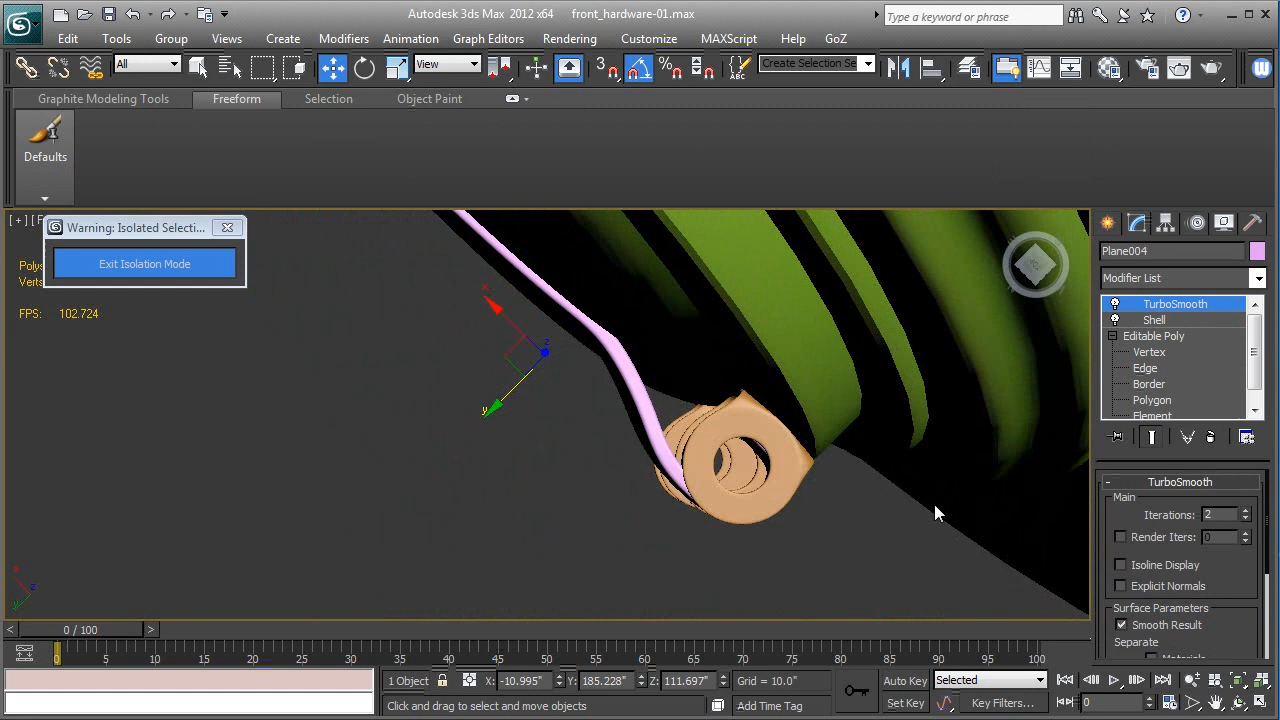 Autodesk 3ds Max 2012 x64 front_hardware-01.max
Type a keyword or phrase
Edit Tools Group Views Create Modifiers Animation Graph Editors Rendering Customize MAXScript Help GoZ
All View 3 ABC Create Selection Se
Graphite Modeling Tools Freeform Selection Object Paint
Defaults
[ + ] [ F
Warning: Isolated Selecti...
Exit Isolation Mode
Polys
Verts
FPS: 102.724
x
z
y
Plane004
Modifier List
TurboSmooth
Shell
Editable Poly
Vertex
Edge
Border
Polygon
Element
- TurboSmooth
Main
Iterations: 2
Render Iters: 0
Isoline Display
Explicit Normals
Surface Parameters
Smooth Result
Separate
x
z
y
< 0 / 100 >
0 5 10 15 20 25 30 35 40 45 50 55 60 65 70 75 80 85 90 95 100
1 Object X: -10.995" Y: 185.228" Z: 111.697" Grid = 10.0" Auto Key Selected
Click and drag to select and move objects Add Time Tag Set Key Key Filters... 0